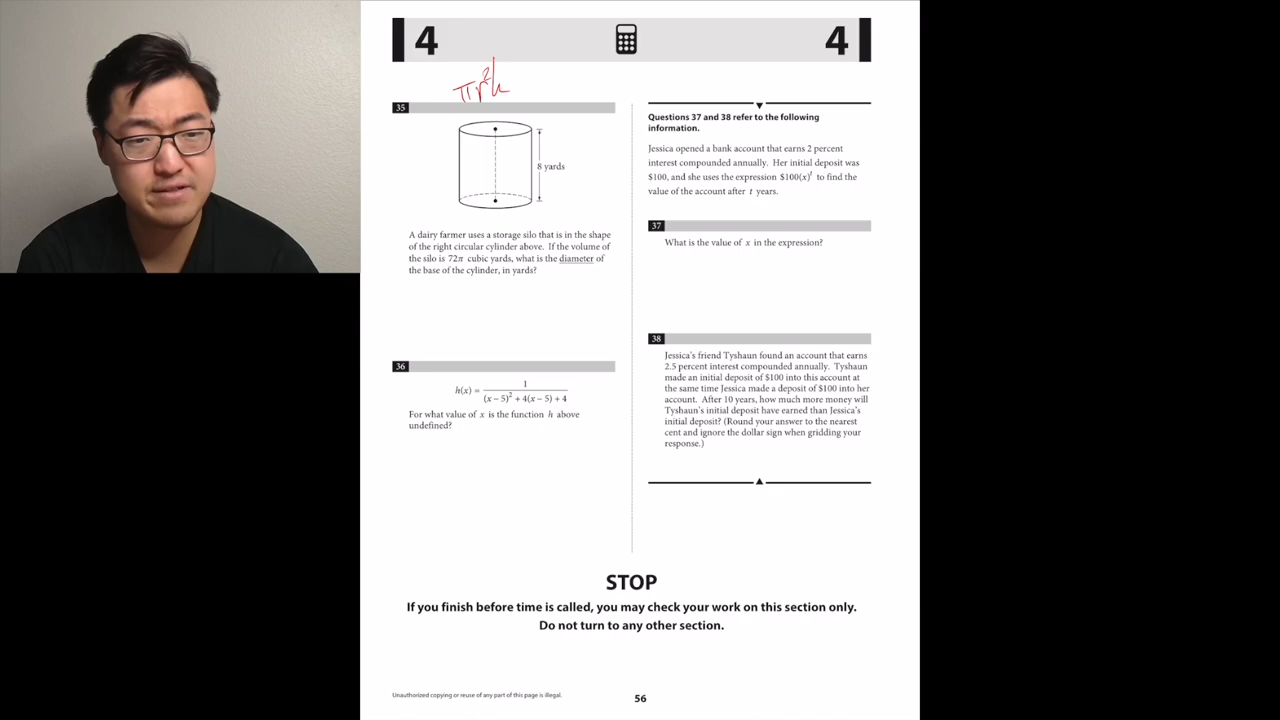 4
4
πr²h
35
8 yards
A dairy farmer uses a storage silo that is in the shape
of the right circular cylinder above. If the volume of
the silo is 72π cubic yards, what is the diameter of
the base of the cylinder, in yards?
36
h(x) = 1 / (x − 5)² + 4(x − 5) + 4
For what value of x is the function h above
undefined?
Questions 37 and 38 refer to the following
information.
Jessica opened a bank account that earns 2 percent
interest compounded annually. Her initial deposit was
$100, and she uses the expression $100(x)ᵗ to find the
value of the account after t years.
37
What is the value of x in the expression?
38
Jessica's friend Tyshaun found an account that earns
2.5 percent interest compounded annually. Tyshaun
made an initial deposit of $100 into this account at
the same time Jessica made a deposit of $100 into her
account. After 10 years, how much more money will
Tyshaun's initial deposit have earned than Jessica's
initial deposit? (Round your answer to the nearest
cent and ignore the dollar sign when gridding your
response.)
STOP
If you finish before time is called, you may check your work on this section only.
Do not turn to any other section.
Unauthorized copying or reuse of any part of this page is illegal.
56